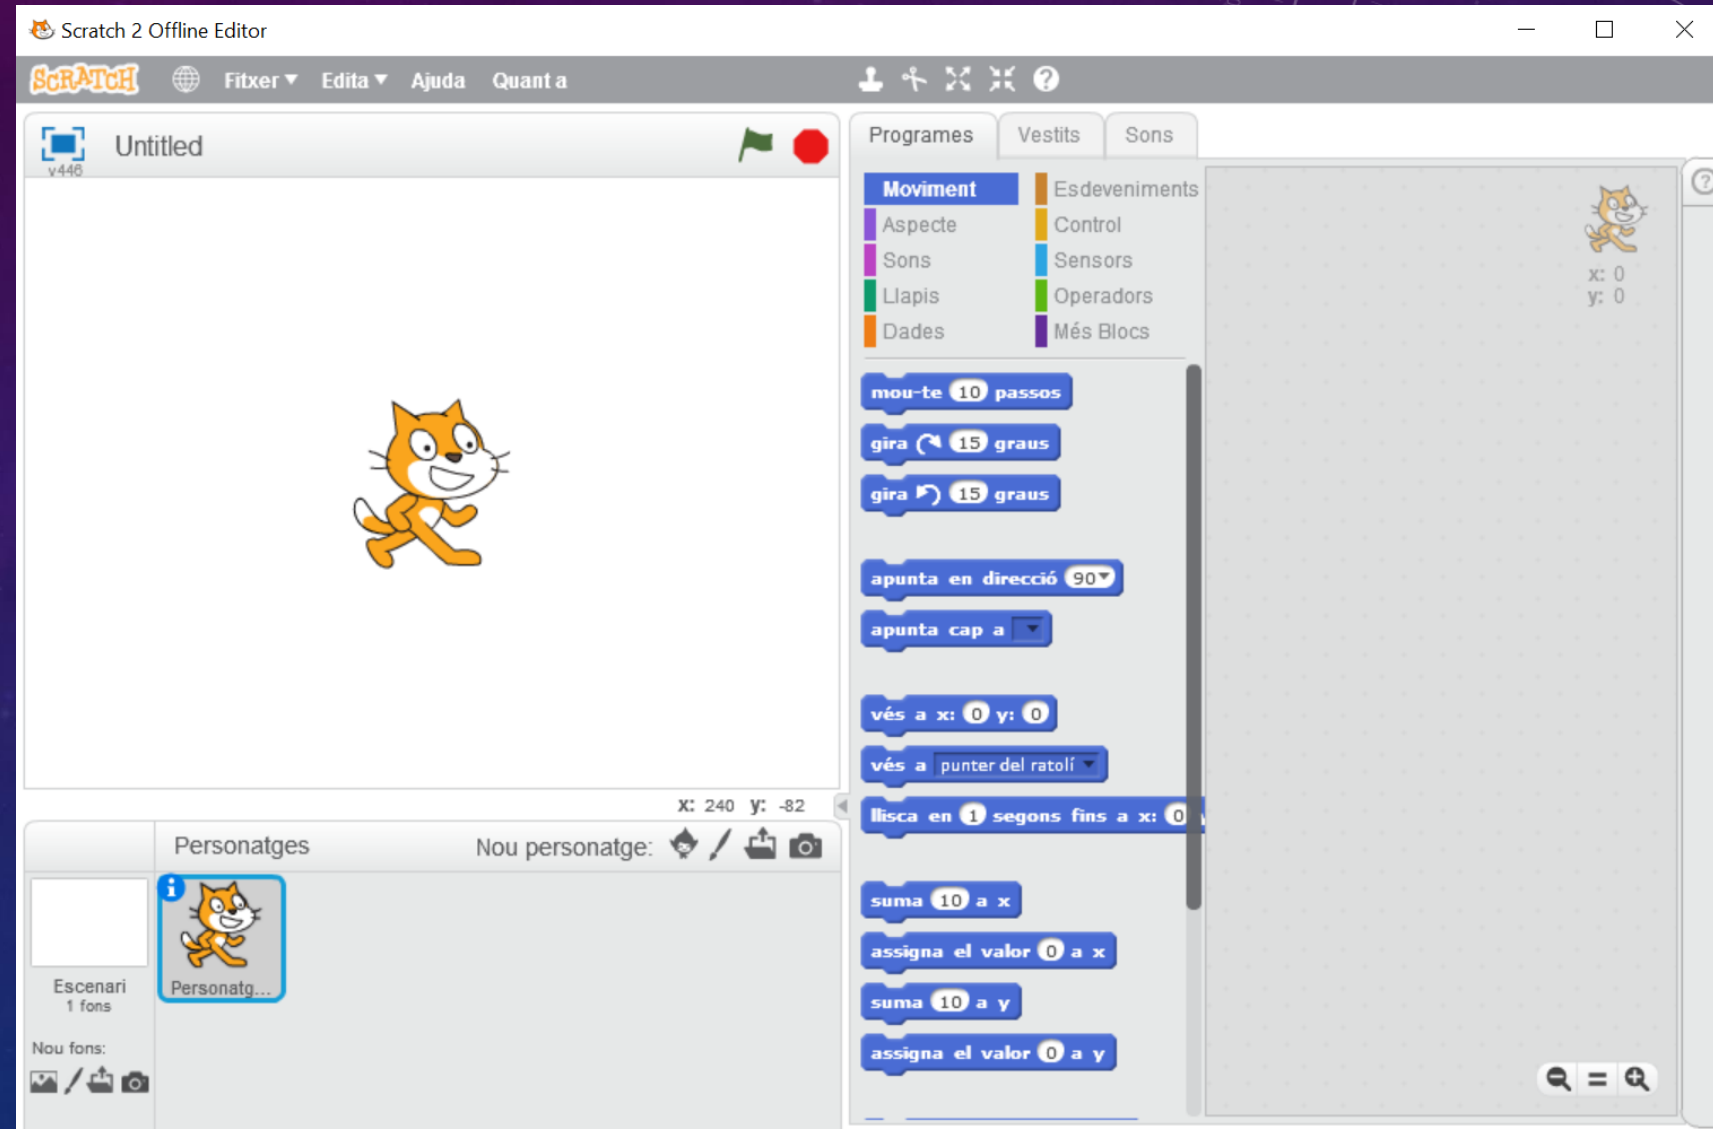 Scratch 2 Offline Editor
SCRATCH Fitxer Edita Ajuda Quant a
v446
Untitled
Programes Vestits Sons
Moviment
Aspecte
Sons
Llapis
Dades
Esdeveniments
Control
Sensors
Operadors
Més Blocs
mou-te 10 passos
gira 15 graus
gira 15 graus
apunta en direcció 90
apunta cap a
vés a x: 0 y: 0
vés a punter del ratolí
llisca en 1 segons fins a x: 0
suma 10 a x
assigna el valor 0 a x
suma 10 a y
assigna el valor 0 a y
x: 0
y: 0
x: 240 y: -82
Personatges
Nou personatge:
Personatg...
Escenari
1 fons
Nou fons: